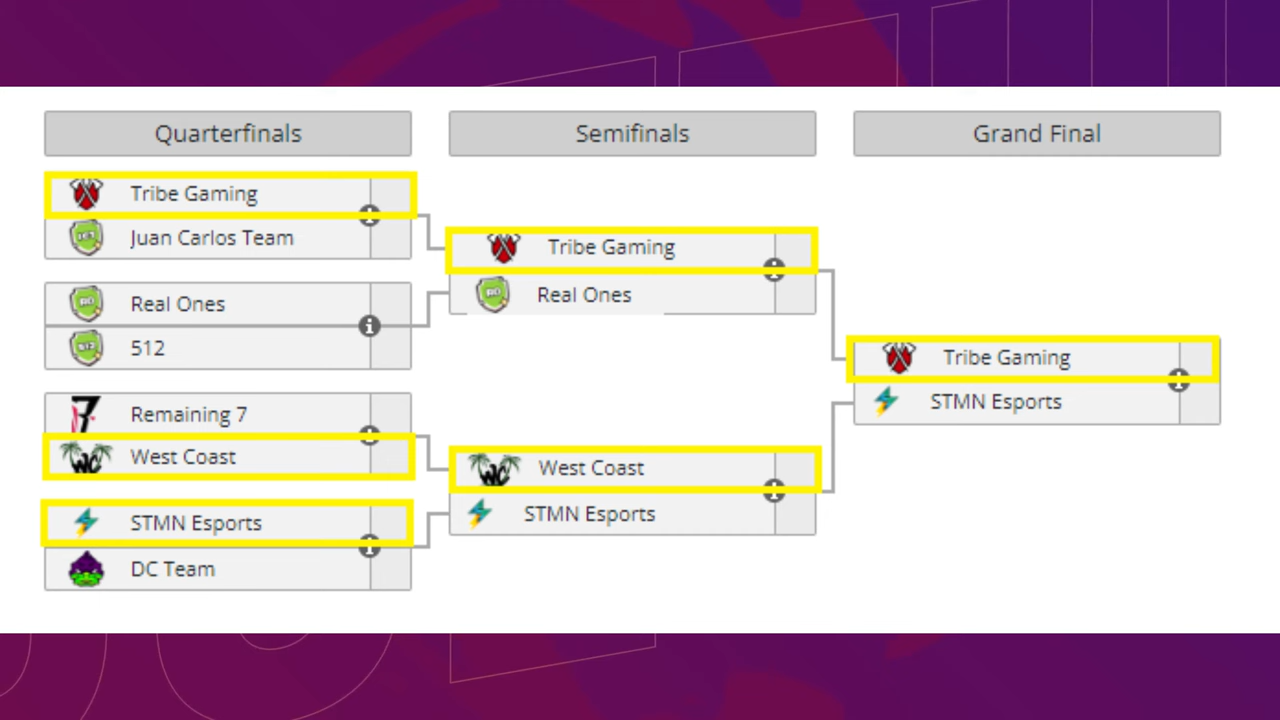 Quarterfinals
Semifinals
Grand Final
Tribe Gaming
Juan Carlos Team
Real Ones
512
Remaining 7
West Coast
STMN Esports
DC Team
Tribe Gaming
Real Ones
West Coast
STMN Esports
Tribe Gaming
STMN Esports